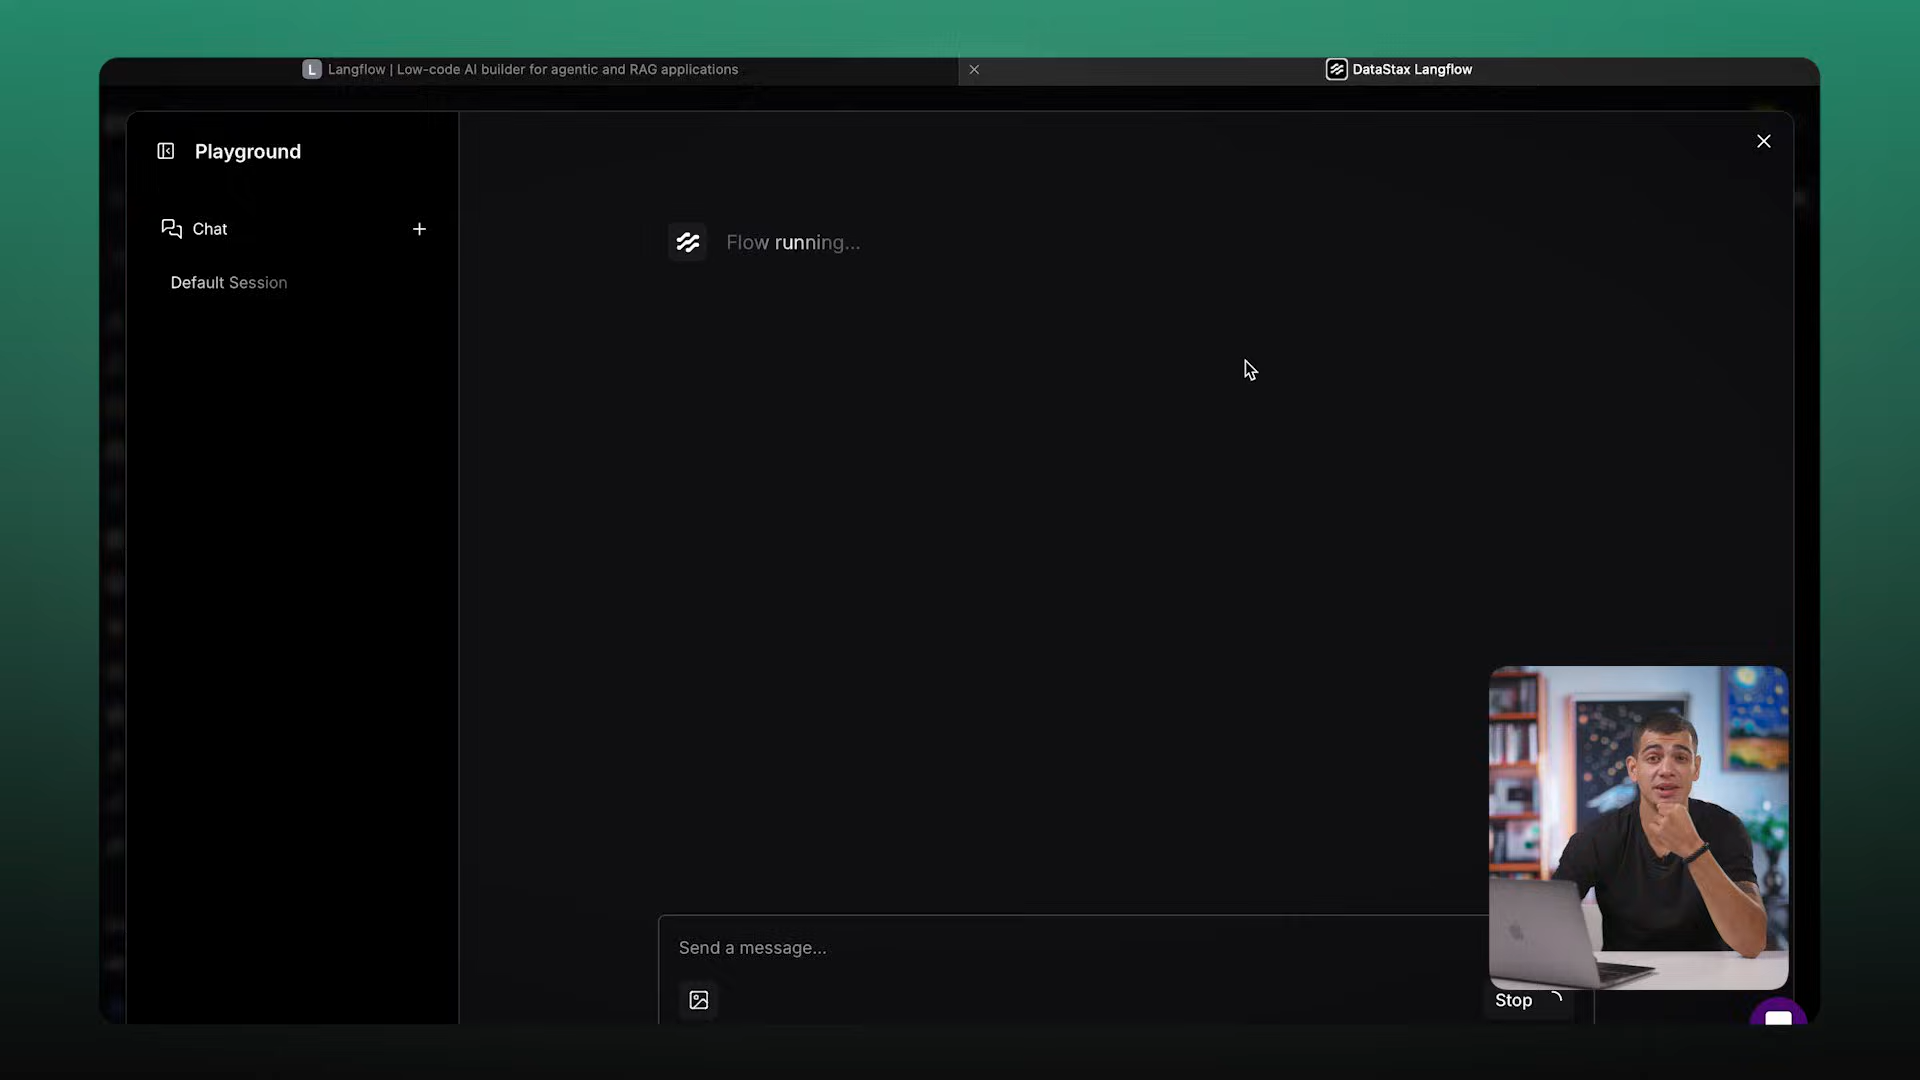 L Langflow | Low-code AI builder for agentic and RAG applications
DataStax Langflow
Playground
Chat
Default Session
Flow running...
Send a message...
Stop